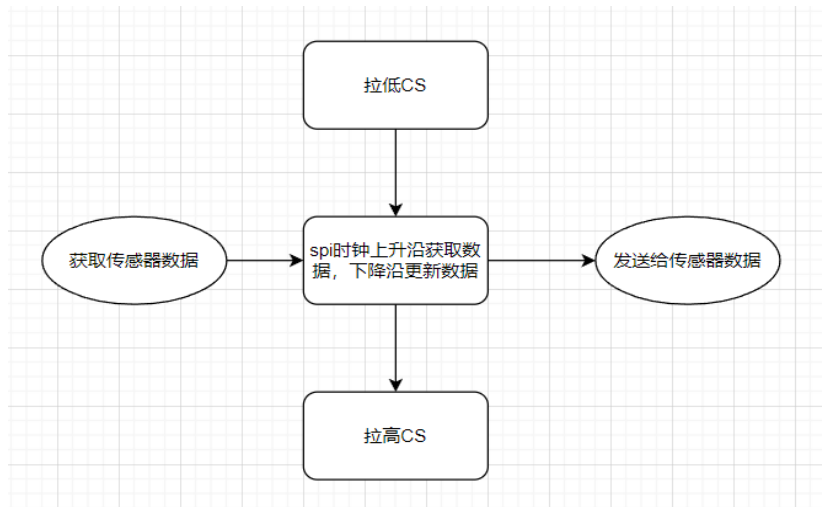 拉低CS
获取传感器数据
spi时钟上升沿获取数
据，下降沿更新数据
发送给传感器数据
拉高CS